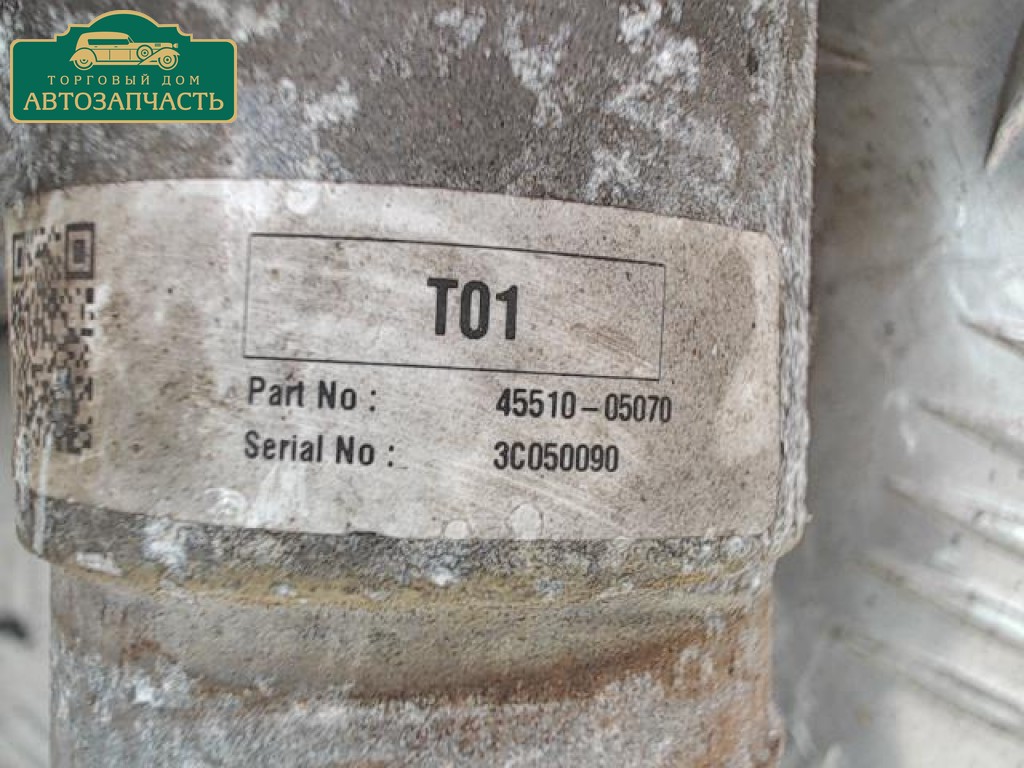 ТОРГОВЫЙ ДОМ
АВТОЗАПЧАСТЬ
T01
Part No : 45510-05070
Serial No : 3C050090